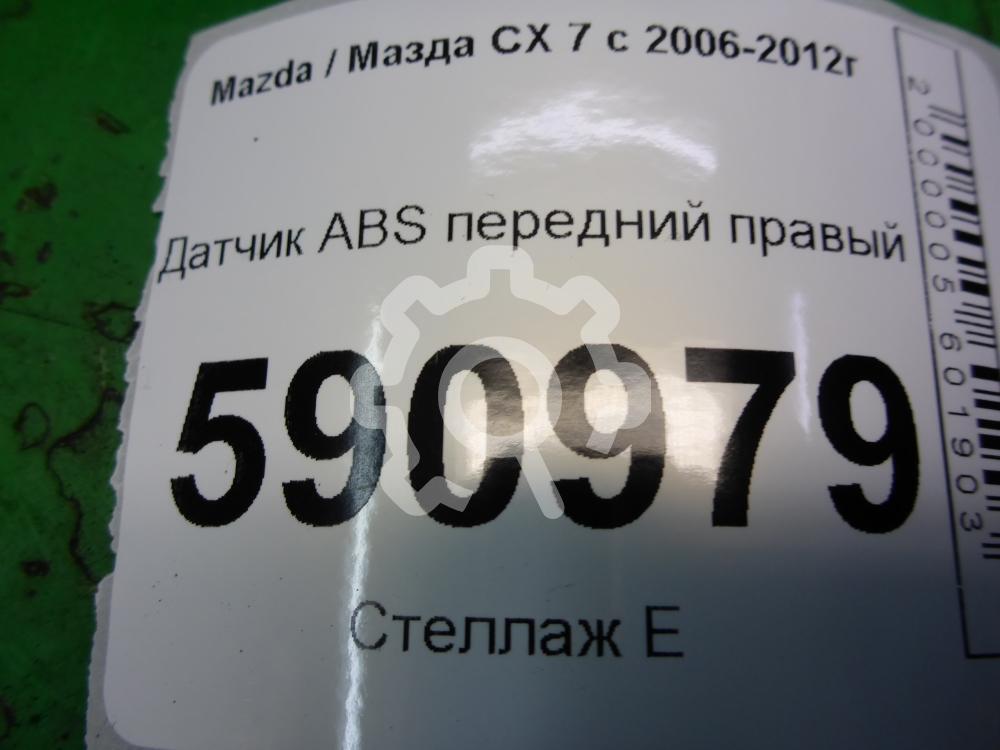 Mazda / Мазда CX 7 с 2006-2012г
Датчик ABS передний правый
590979
Стеллаж E
2000005601903